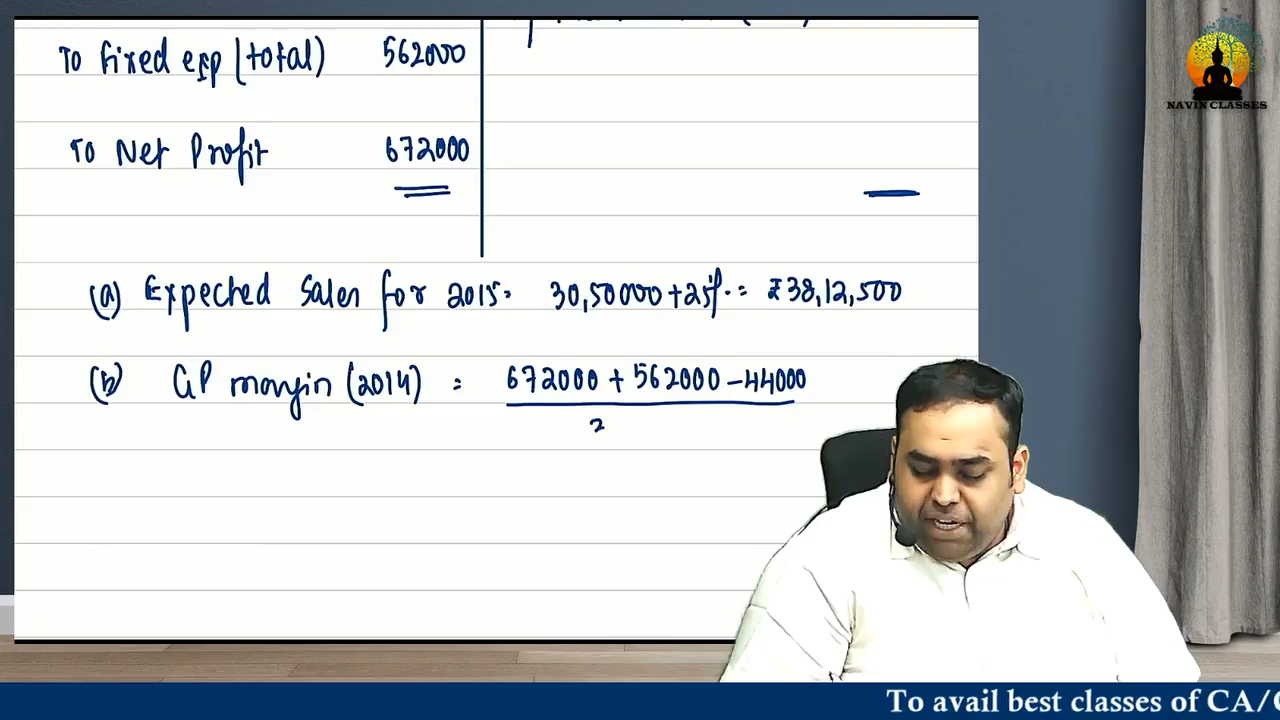 To fixed exp (total) 562000
To Net Profit 672000
(a) Expected Sales for 2015 = 30,50000 + 25% = ₹38,12,500
(b) GP margin (2014) = 672000 + 562000 - 44000
2
NAVIN CLASSES
To avail best classes of CA/